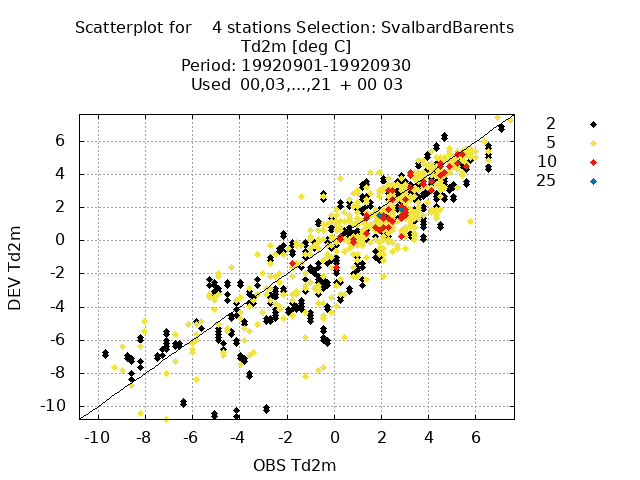 Scatterplot for 4 stations Selection: SvalbardBarents
Td2m [deg C]
Period: 19920901-19920930
Used 00,03,...,21 + 00 03
2
5
10
25
6
4
2
0
-2
-4
-6
-8
-10
DEV Td2m
-10 -8 -6 -4 -2 0 2 4 6
OBS Td2m